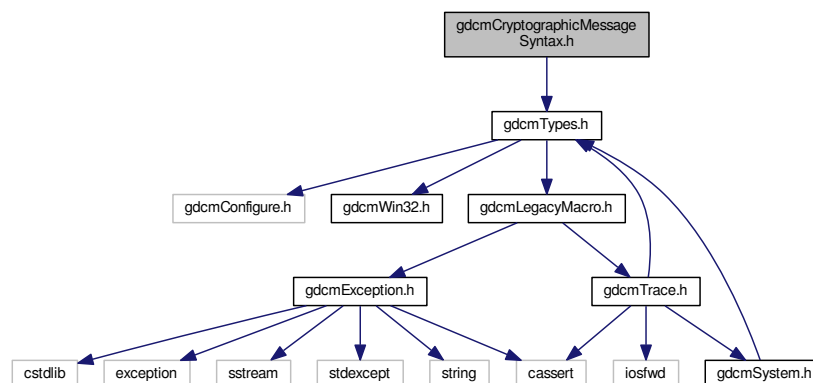 gdcmCryptographicMessage
Syntax.h
gdcmTypes.h
gdcmConfigure.h
gdcmWin32.h
gdcmLegacyMacro.h
gdcmException.h
gdcmTrace.h
cstdlib
exception
sstream
stdexcept
string
cassert
iosfwd
gdcmSystem.h